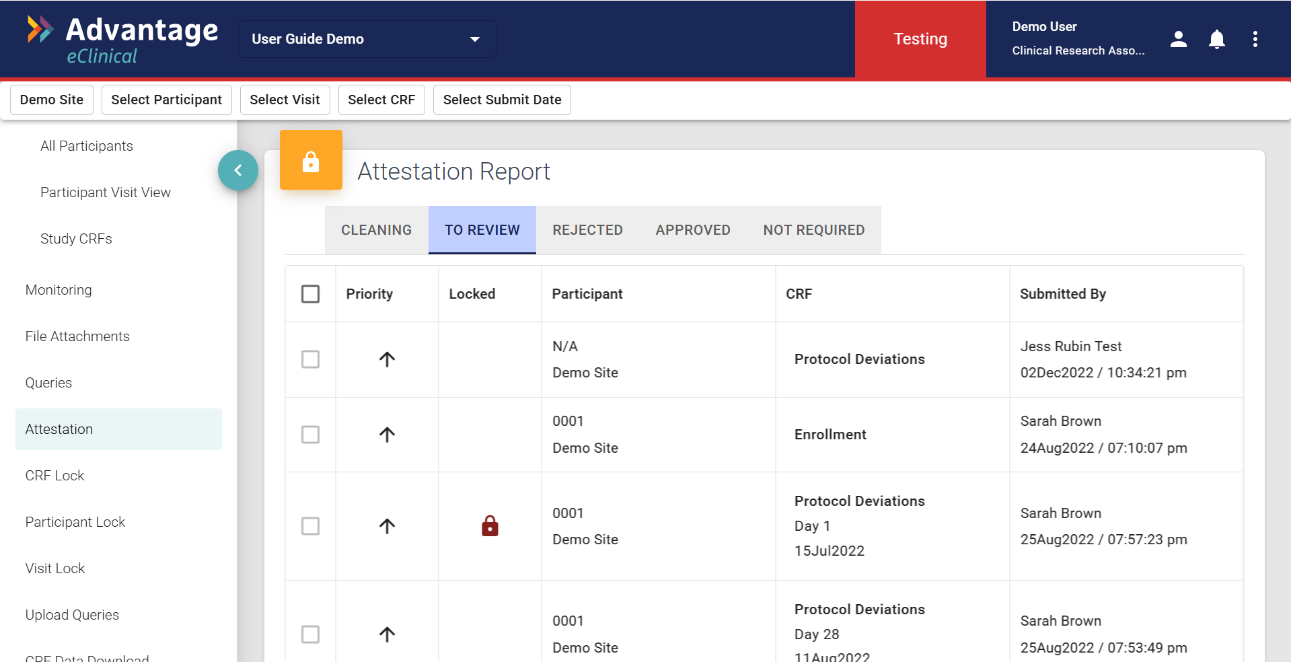 Advantage
eClinical
User Guide Demo
Testing
Demo User
Clinical Research Asso...
Demo Site
Select Participant
Select Visit
Select CRF
Select Submit Date
All Participants
Participant Visit View
Study CRFs
Monitoring
File Attachments
Queries
Attestation
CRF Lock
Participant Lock
Visit Lock
Upload Queries
CRF Data Download
Attestation Report
CLEANING
TO REVIEW
REJECTED
APPROVED
NOT REQUIRED
Priority
Locked
Participant
CRF
Submitted By
N/A
Demo Site
Protocol Deviations
Jess Rubin Test
02Dec2022 / 10:34:21 pm
0001
Demo Site
Enrollment
Sarah Brown
24Aug2022 / 07:10:07 pm
0001
Demo Site
Protocol Deviations
Day 1
15Jul2022
Sarah Brown
25Aug2022 / 07:57:23 pm
0001
Demo Site
Protocol Deviations
Day 28
11Aug2022
Sarah Brown
25Aug2022 / 07:53:49 pm